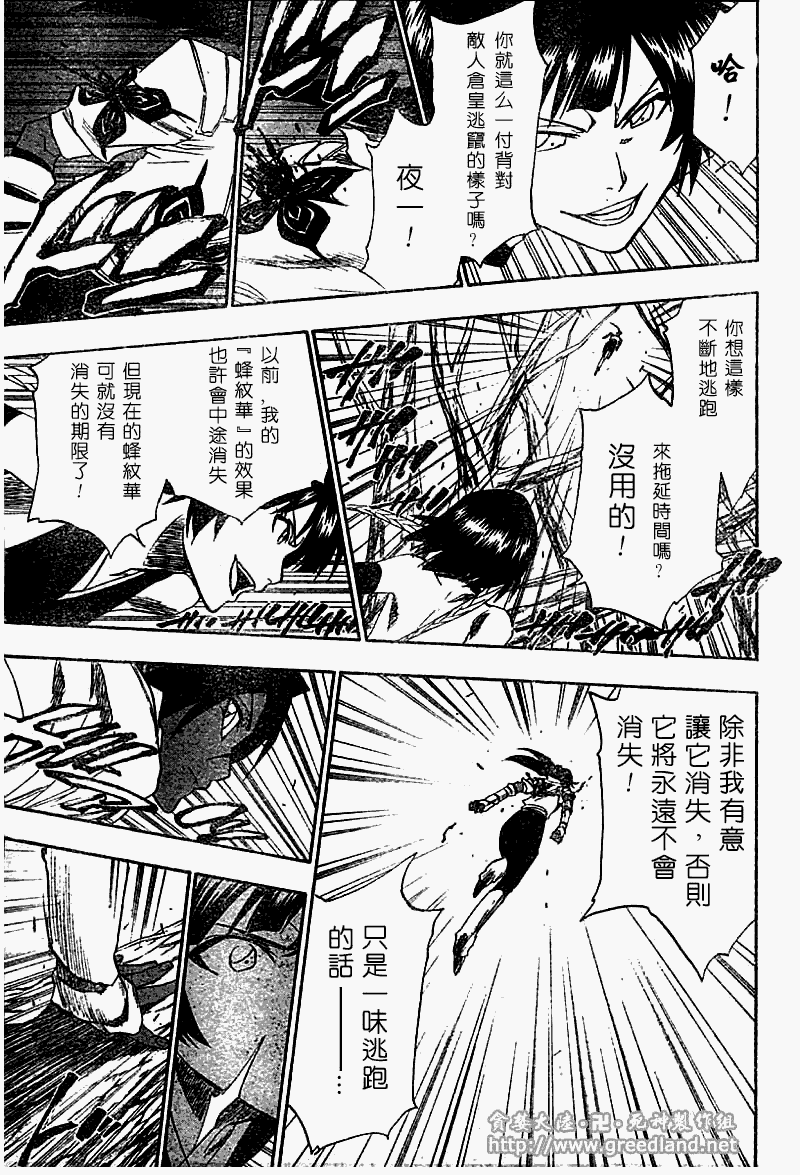 哈！
你就這么一付背對
敵人倉皇逃竄的樣子嗎？
夜一！
你想這樣
不斷地逃跑
來拖延時間嗎？
沒用的！
以前，我的
『蜂紋華』的效果
也許會中途消失
但現在的蜂紋華
可就沒有
消失的期限了！
除非我有意
讓它消失，否則
它將永遠不會
消失！
只是一味逃跑
的話——…
貪婪大陸·卍·死神製作組
http://www.greedland.net